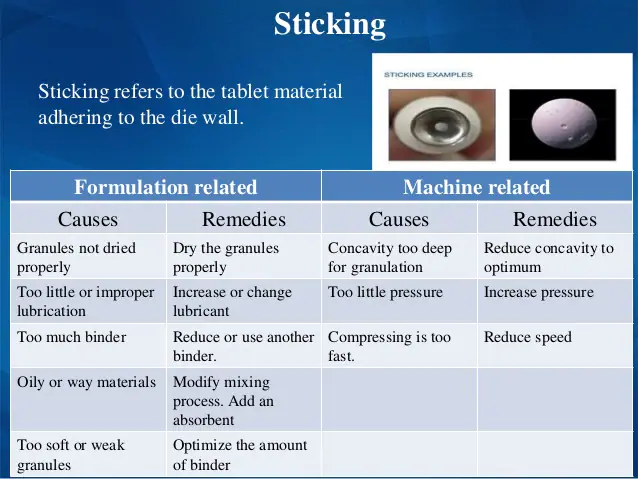 Sticking
Sticking refers to the tablet material
adhering to the die wall.
STICKING EXAMPLES
Formulation related
Machine related
Causes
Remedies
Causes
Remedies
Granules not dried
properly
Dry the granules
properly
Concavity too deep
for granulation
Reduce concavity to
optimum
Too little or improper
lubrication
Increase or change
lubricant
Too little pressure
Increase pressure
Too much binder
Reduce or use another
binder.
Compressing is too
fast.
Reduce speed
Oily or way materials
Modify mixing
process. Add an
absorbent
Too soft or weak
granules
Optimize the amount
of binder